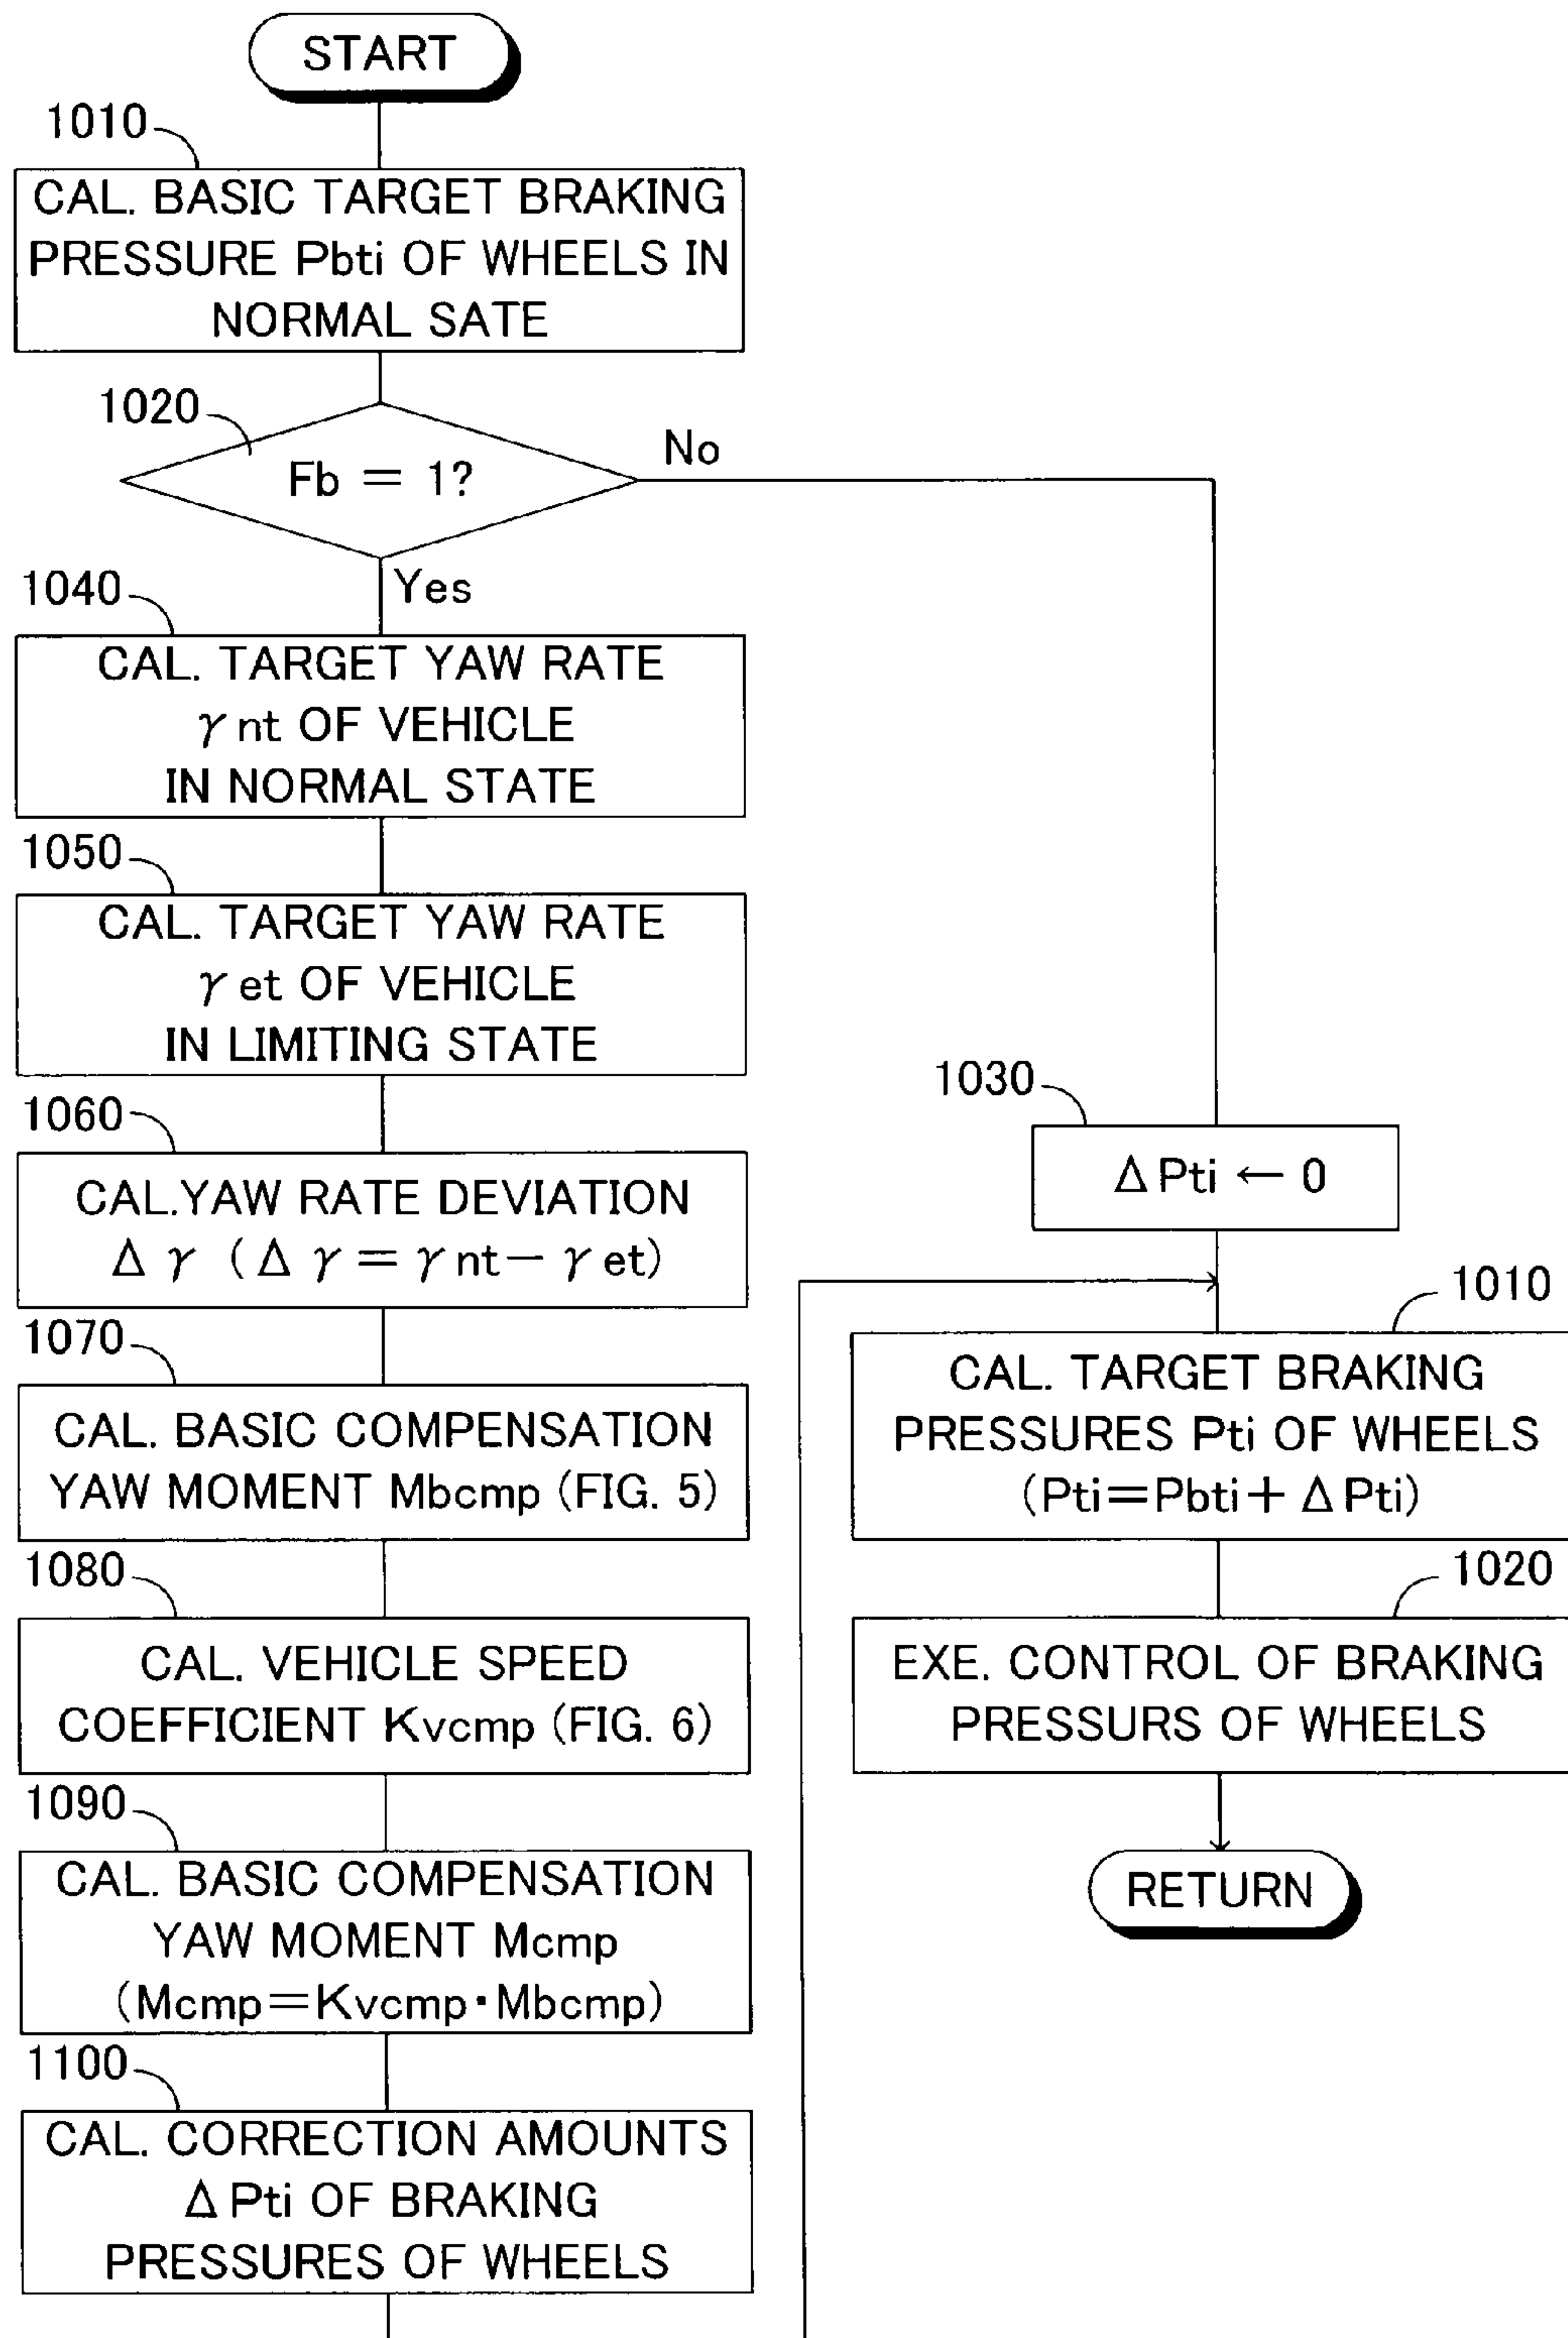 START
1010
CAL. BASIC TARGET BRAKING
PRESSURE Pbti OF WHEELS IN
NORMAL SATE
1020
Fb = 1?
No
Yes
1040
CAL. TARGET YAW RATE
γnt OF VEHICLE
IN NORMAL STATE
1050
CAL. TARGET YAW RATE
γet OF VEHICLE
IN LIMITING STATE
1060
CAL.YAW RATE DEVIATION
Δγ (Δγ = γnt − γet)
1070
CAL. BASIC COMPENSATION
YAW MOMENT Mbcmp (FIG. 5)
1080
CAL. VEHICLE SPEED
COEFFICIENT Kvcmp (FIG. 6)
1090
CAL. BASIC COMPENSATION
YAW MOMENT Mcmp
(Mcmp=Kvcmp・Mbcmp)
1100
CAL. CORRECTION AMOUNTS
ΔPti OF BRAKING
PRESSURES OF WHEELS
1030
ΔPti ← 0
1010
CAL. TARGET BRAKING
PRESSURES Pti OF WHEELS
(Pti=Pbti+ΔPti)
1020
EXE. CONTROL OF BRAKING
PRESSURS OF WHEELS
RETURN